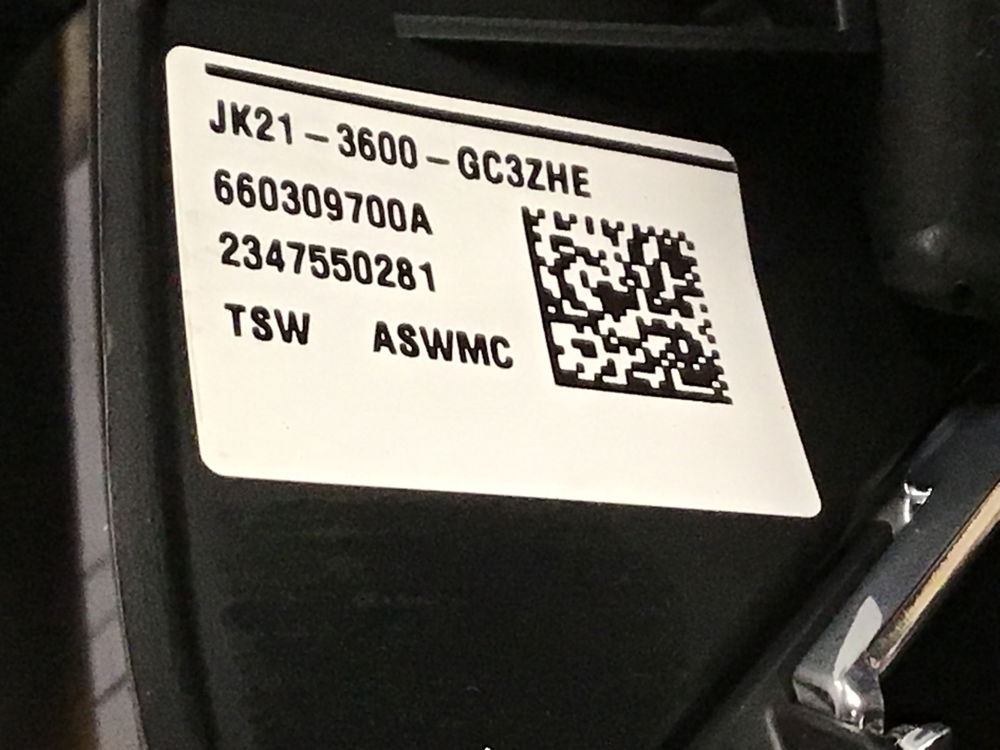 JK21-3600-GC3ZHE
660309700A
2347550281
TSW ASWMC